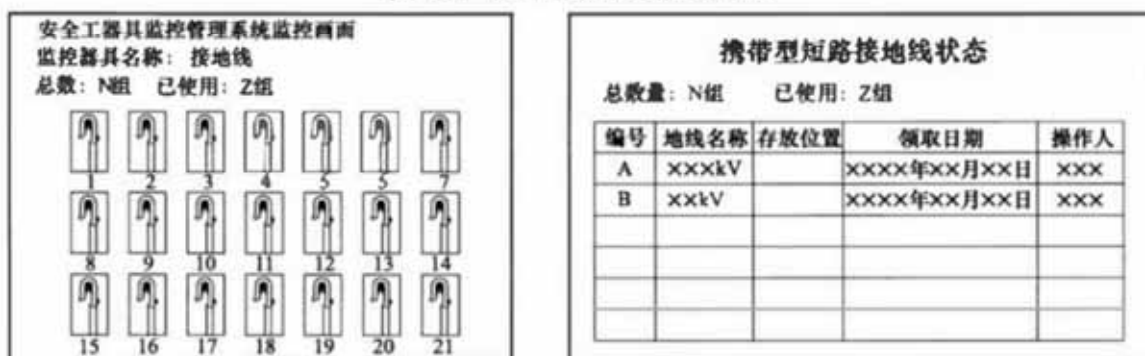 安全工器具监控管理系统监控画面
监控器具名称: 接地线
总数: N组 已使用: Z组
1 2 3 4 5 5 7
8 9 10 11 12 13 14
15 16 17 18 19 20 21
携带型短路接地线状态
总数量: N组 已使用: Z组
编号 地线名称 存放位置 领取日期 操作人
A ×××kV ××××年××月××日 ×××
B ××kV ××××年××月××日 ×××